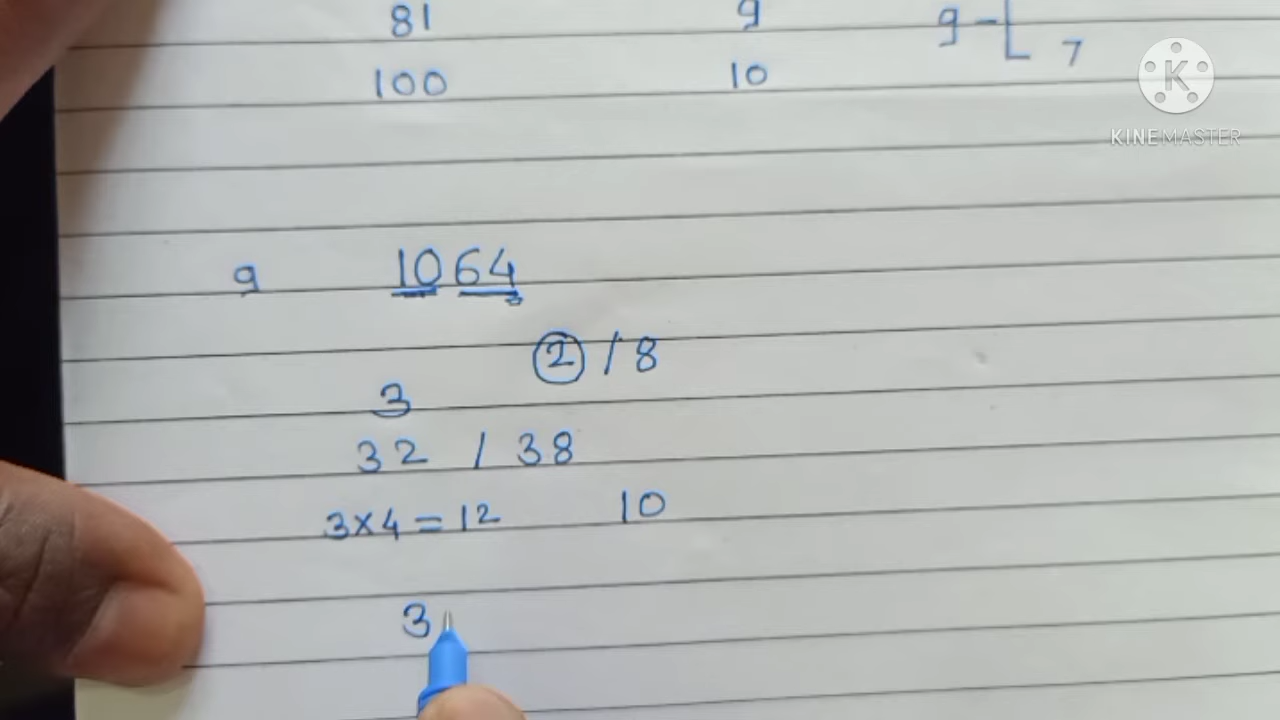 81 9 9 - 7
100 10
KINEMASTER
9 1064
2 / 8
3
32 / 38
3x4 = 12 10
3